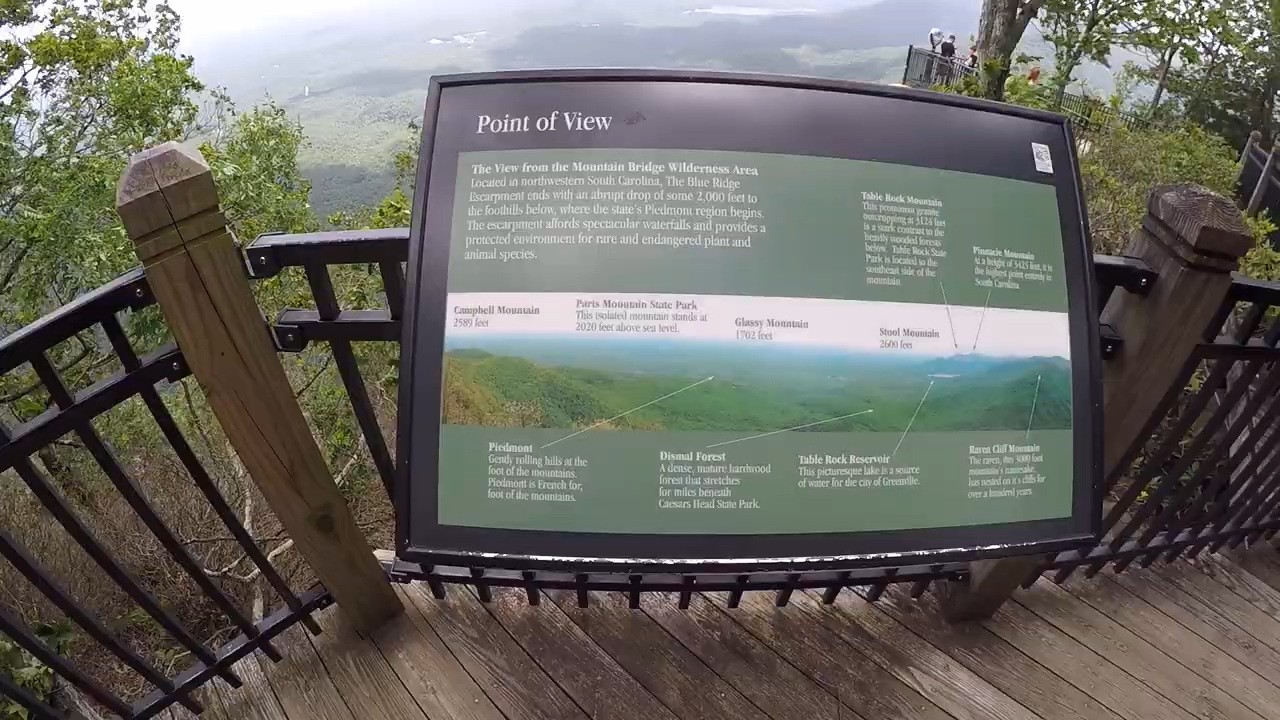 Point of View
The View from the Mountain Bridge Wilderness Area
Located in northwestern South Carolina, The Blue Ridge
Escarpment ends with an abrupt drop of some 2,000 feet to
the foothills below, where the state's Piedmont region begins.
The escarpment affords spectacular waterfalls and provides a
protected environment for rare and endangered plant and
animal species.
Table Rock Mountain
This prominant granite
outcropping at 3124 feet
is a stark contrast to the
heavily wooded forests
below. Table Rock State
Park is located to the
southeast side of the
mountain.
Pinnacle Mountain
At a height of 3425 feet, it is
the highest point entirely in
South Carolina.
Campbell Mountain
2589 feet
Paris Mountain State Park
This isolated mountain stands at
2020 feet above sea level.
Glassy Mountain
1702 feet
Stool Mountain
2600 feet
Piedmont
Gently rolling hills at the
foot of the mountains.
Piedmont is French for,
foot of the mountains.
Dismal Forest
A dense, mature hardwood
forest that stretches
for miles beneath
Caesars Head State Park.
Table Rock Reservoir
This picturesque lake is a source
of water for the city of Greenville.
Raven Cliff Mountain
The raven, this 3000 foot
mountain's namesake,
has nested on it's cliffs for
over a hundred years.